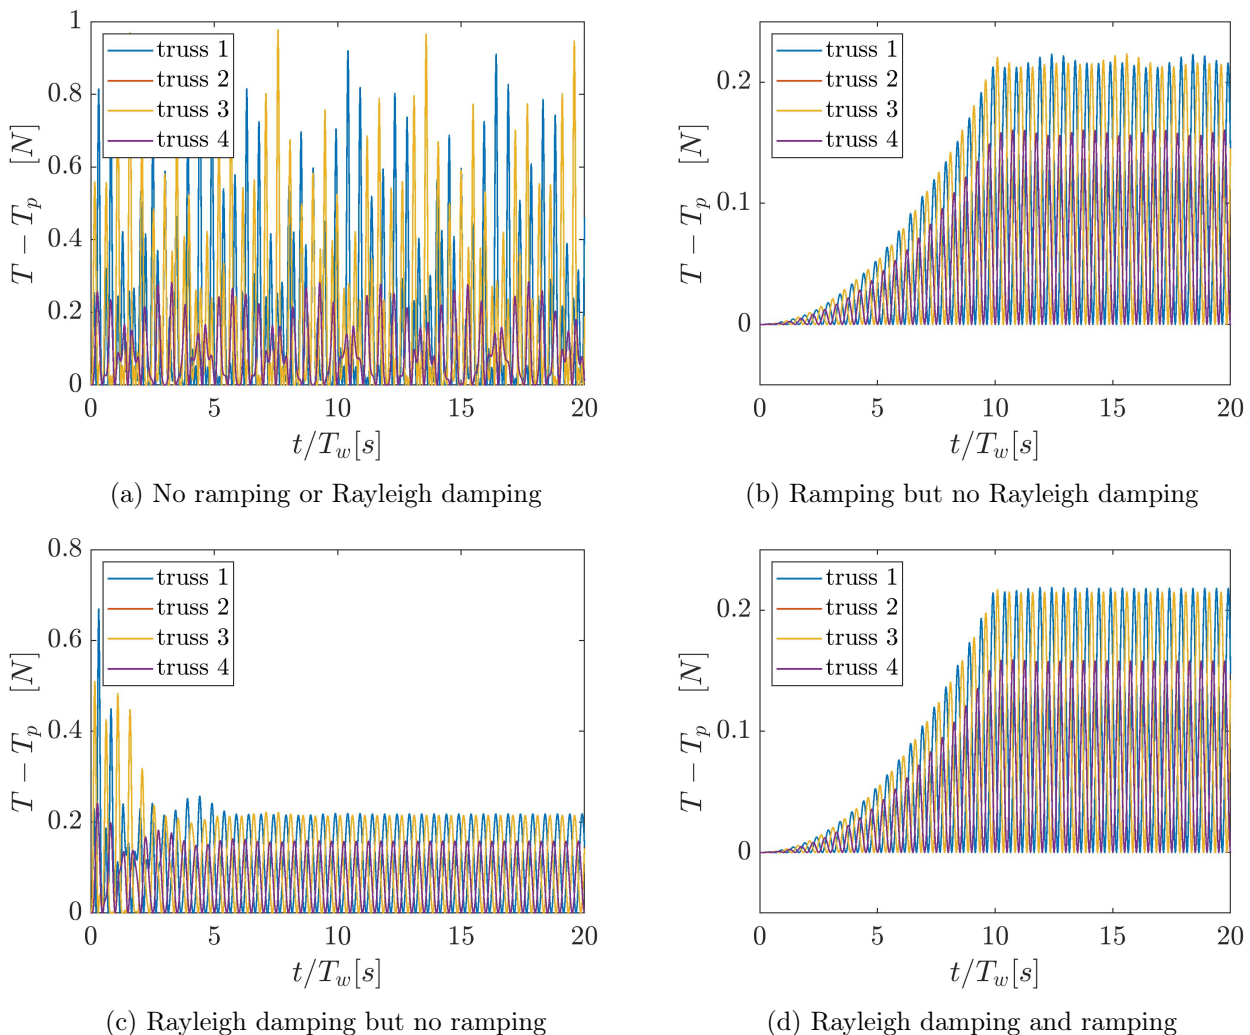 1
0.8
0.6
0.4
0.2
0
T − T_p [N]
truss 1
truss 2
truss 3
truss 4
0 5 10 15 20
t/T_w[s]
(a) No ramping or Rayleigh damping
0.2
0.1
0
T − T_p [N]
truss 1
truss 2
truss 3
truss 4
0 5 10 15 20
t/T_w[s]
(b) Ramping but no Rayleigh damping
0.8
0.6
0.4
0.2
0
T − T_p [N]
truss 1
truss 2
truss 3
truss 4
0 5 10 15 20
t/T_w[s]
(c) Rayleigh damping but no ramping
0.2
0.1
0
T − T_p [N]
truss 1
truss 2
truss 3
truss 4
0 5 10 15 20
t/T_w[s]
(d) Rayleigh damping and ramping